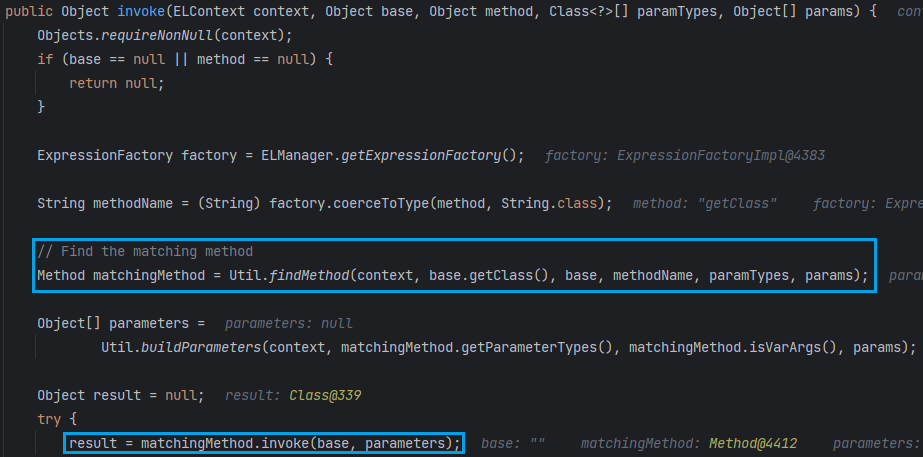 public Object invoke(ELContext context, Object base, Object method, Class<?>[] paramTypes, Object[] params) {
Objects.requireNonNull(context);
if (base == null || method == null) {
return null;
}
ExpressionFactory factory = ELManager.getExpressionFactory();   factory: ExpressionFactoryImpl@4383
String methodName = (String) factory.coerceToType(method, String.class);   method: "getClass"   factory: Expre
// Find the matching method
Method matchingMethod = Util.findMethod(context, base.getClass(), base, methodName, paramTypes, params);
Object[] parameters =   parameters: null
Util.buildParameters(context, matchingMethod.getParameterTypes(), matchingMethod.isVarArgs(), params);
Object result = null;   result: Class@339
try {
result = matchingMethod.invoke(base, parameters);   base: ""   matchingMethod: Method@4412   parameters: